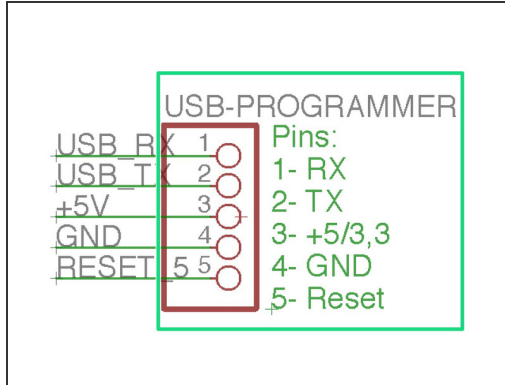 USB-PROGRAMMER
USB_RX 1
USB_TX 2
+5V 3
GND 4
RESET_5 5
Pins:
1- RX
2- TX
3- +5/3,3
4- GND
5- Reset